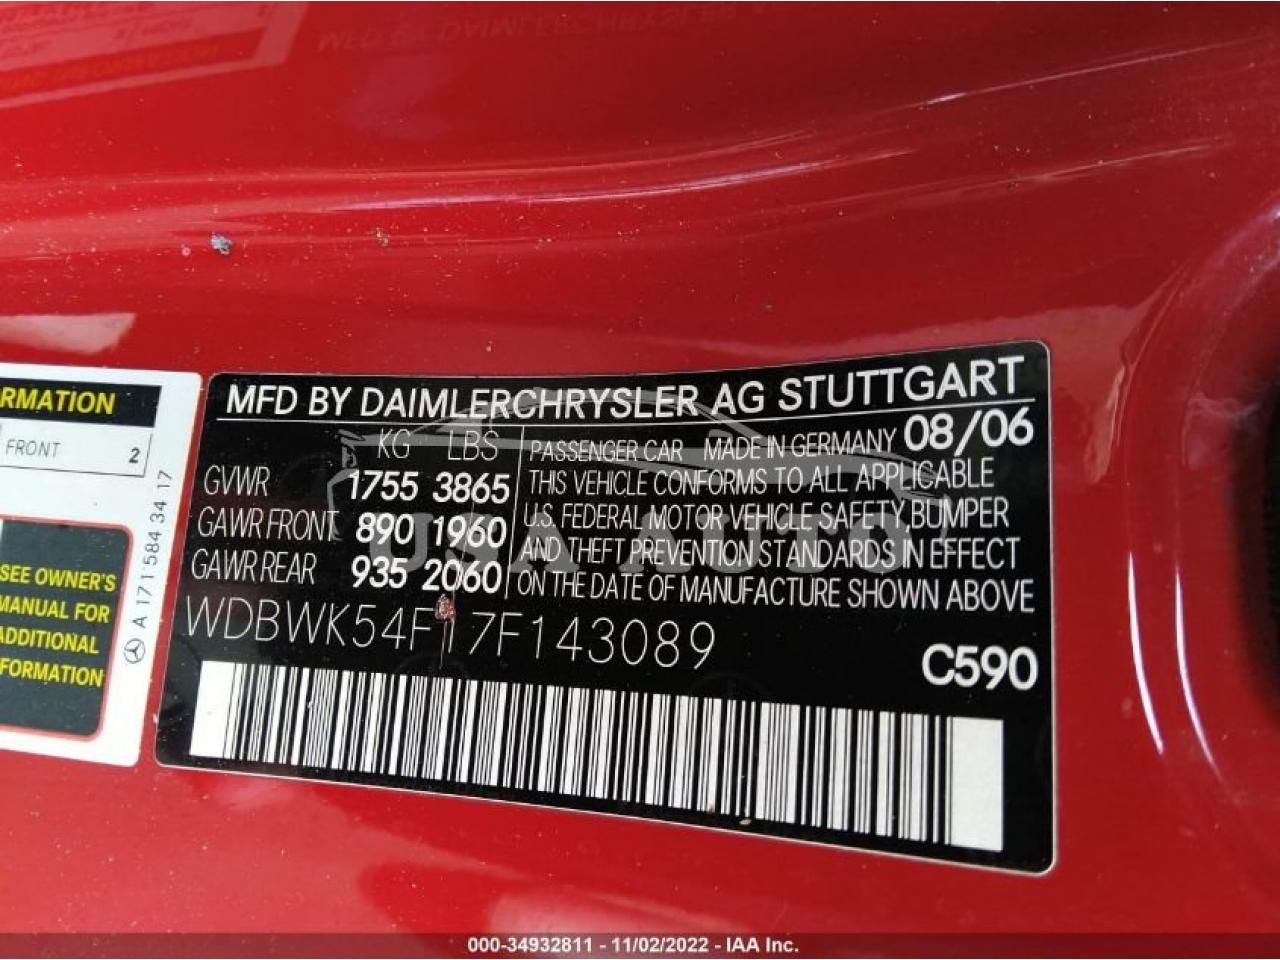 RMATION
FRONT 2
SEE OWNER'S
MANUAL FOR
ADDITIONAL
FORMATION
A 171 584 34 17
MFD BY DAIMLERCHRYSLER AG STUTTGART
KG LBS
GVWR 1755 3865
GAWR FRONT 890 1960
GAWR REAR 935 2060
PASSENGER CAR MADE IN GERMANY 08/06
THIS VEHICLE CONFORMS TO ALL APPLICABLE
U.S. FEDERAL MOTOR VEHICLE SAFETY, BUMPER
AND THEFT PREVENTION STANDARDS IN EFFECT
ON THE DATE OF MANUFACTURE SHOWN ABOVE
WDBWK54F17F143089
C590
USA AUTO
000-34932811 - 11/02/2022 - IAA Inc.